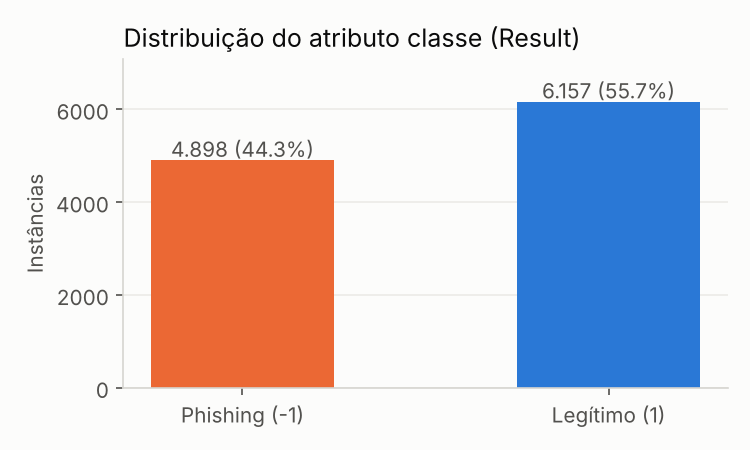 Distribuição do atributo classe (Result)
6.157 (55.7%)
6000
4.898 (44.3%)
4000
Instâncias
2000
0
Phishing (-1)
Legítimo (1)